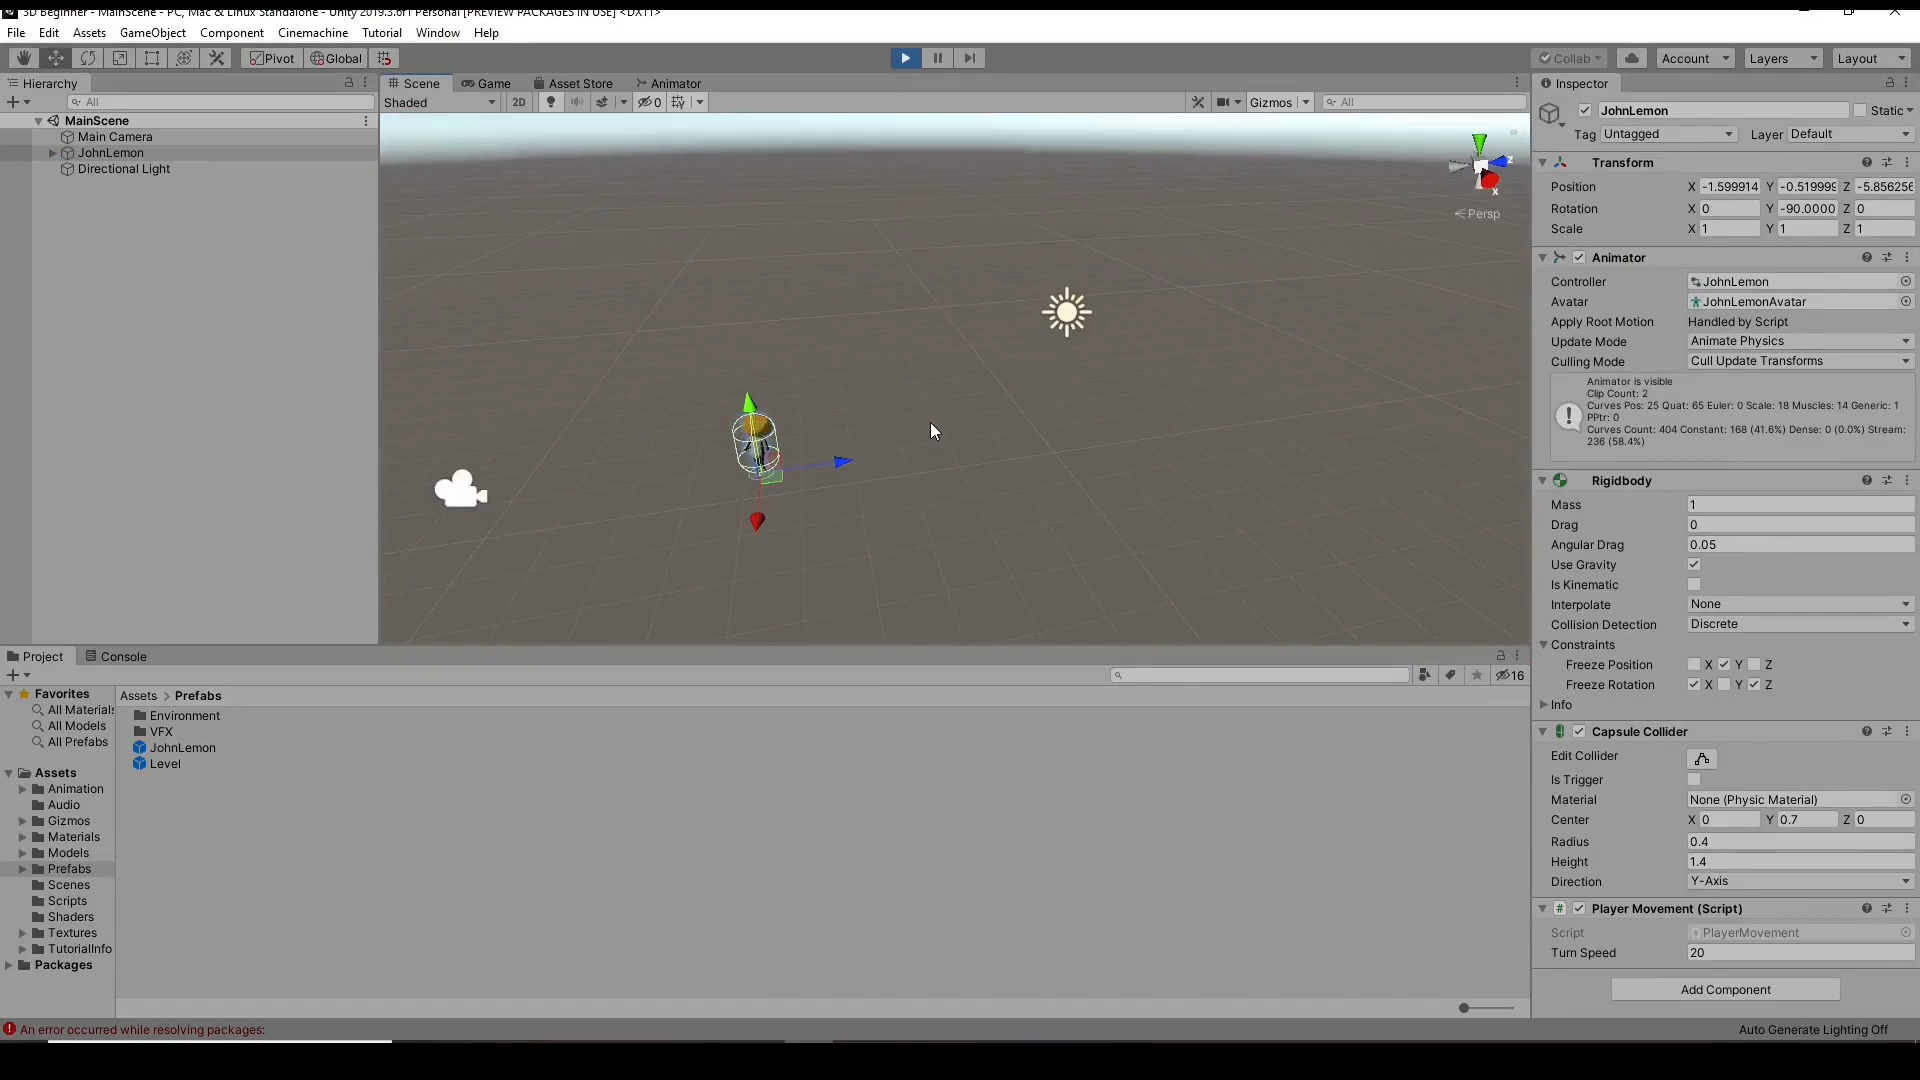 3D Beginner - MainScene - PC, Mac & Linux Standalone - Unity 2019.3.6f1 Personal [PREVIEW PACKAGES IN USE] <DX11>
File Edit Assets GameObject Component Cinemachine Tutorial Window Help
Pivot Global Collab Account Layers Layout
Hierarchy
All
MainScene
Main Camera
JohnLemon
Directional Light
Scene Game Asset Store Animator
Shaded 2D 0 Gizmos All
z
x
Persp
Inspector
JohnLemon Static
Tag Untagged Layer Default
Transform
Position X -1.599914 Y -0.519999 Z -5.856256
Rotation X 0 Y -90.0000 Z 0
Scale X 1 Y 1 Z 1
Animator
Controller JohnLemon
Avatar JohnLemonAvatar
Apply Root Motion Handled by Script
Update Mode Animate Physics
Culling Mode Cull Update Transforms
Animator is visible
Clip Count: 2
Curves Pos: 25 Quat: 65 Euler: 0 Scale: 18 Muscles: 14 Generic: 1
PPtr: 0
Curves Count: 404 Constant: 168 (41.6%) Dense: 0 (0.0%) Stream:
236 (58.4%)
Rigidbody
Mass 1
Drag 0
Angular Drag 0.05
Use Gravity
Is Kinematic
Interpolate None
Collision Detection Discrete
Constraints
Freeze Position X Y Z
Freeze Rotation X Y Z
Info
Capsule Collider
Edit Collider
Is Trigger
Material None (Physic Material)
Center X 0 Y 0.7 Z 0
Radius 0.4
Height 1.4
Direction Y-Axis
Player Movement (Script)
Script PlayerMovement
Turn Speed 20
Add Component
Project Console
16
Favorites
All Materials
All Models
All Prefabs
Assets
Animation
Audio
Gizmos
Materials
Models
Prefabs
Scenes
Scripts
Shaders
Textures
TutorialInfo
Packages
Assets > Prefabs
Environment
VFX
JohnLemon
Level
An error occurred while resolving packages:
Auto Generate Lighting Off